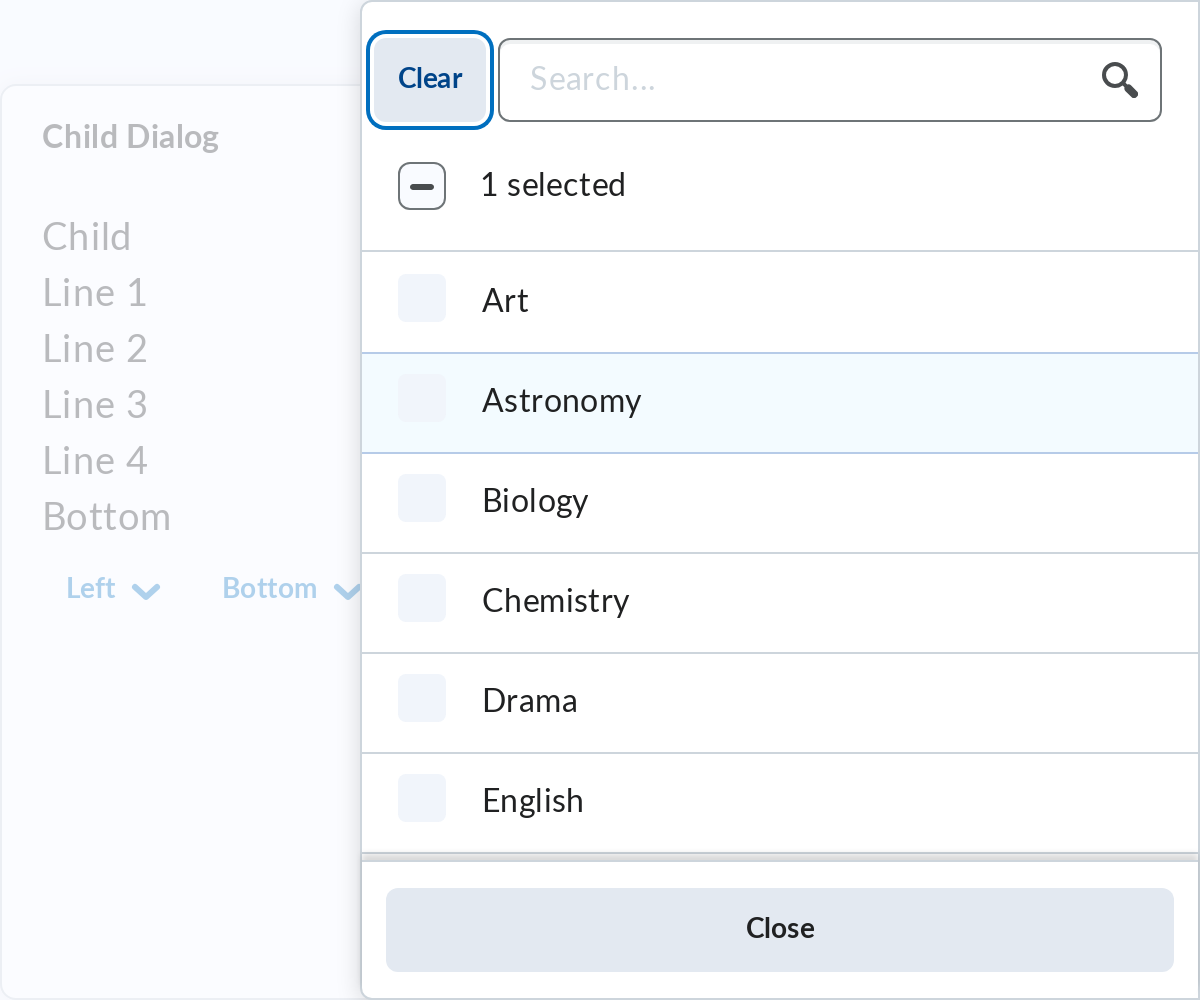 Clear
Search...
1 selected
Child Dialog
Child
Line 1
Line 2
Line 3
Line 4
Bottom
Left
Bottom
Art
Astronomy
Biology
Chemistry
Drama
English
Close